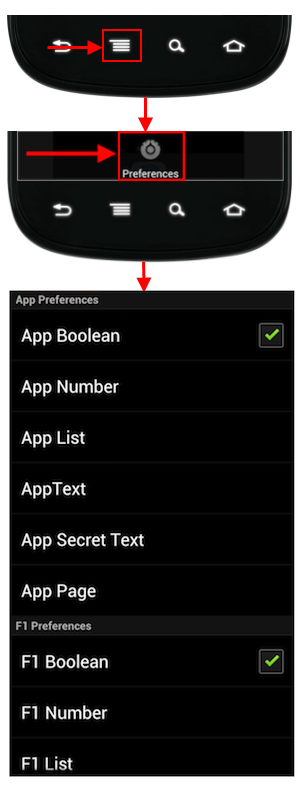 Preferences
App Preferences
App Boolean
App Number
App List
AppText
App Secret Text
App Page
F1 Preferences
F1 Boolean
F1 Number
F1 List